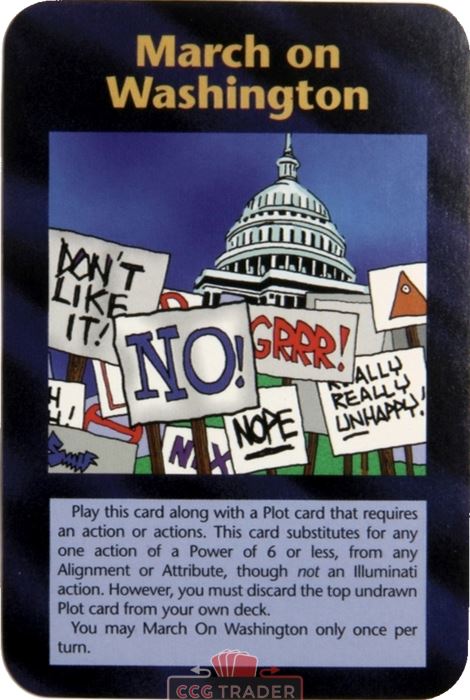 March on
Washington
DON'T
LIKE
IT!
NO!
GRRR!
REALLY
REALLY
UNHAPPY!
NOPE
Play this card along with a Plot card that requires
an action or actions. This card substitutes for any
one action of a Power of 6 or less, from any
Alignment or Attribute, though not an Illuminati
action. However, you must discard the top undrawn
Plot card from your own deck.
You may March On Washington only once per
turn.
CCG TRADER